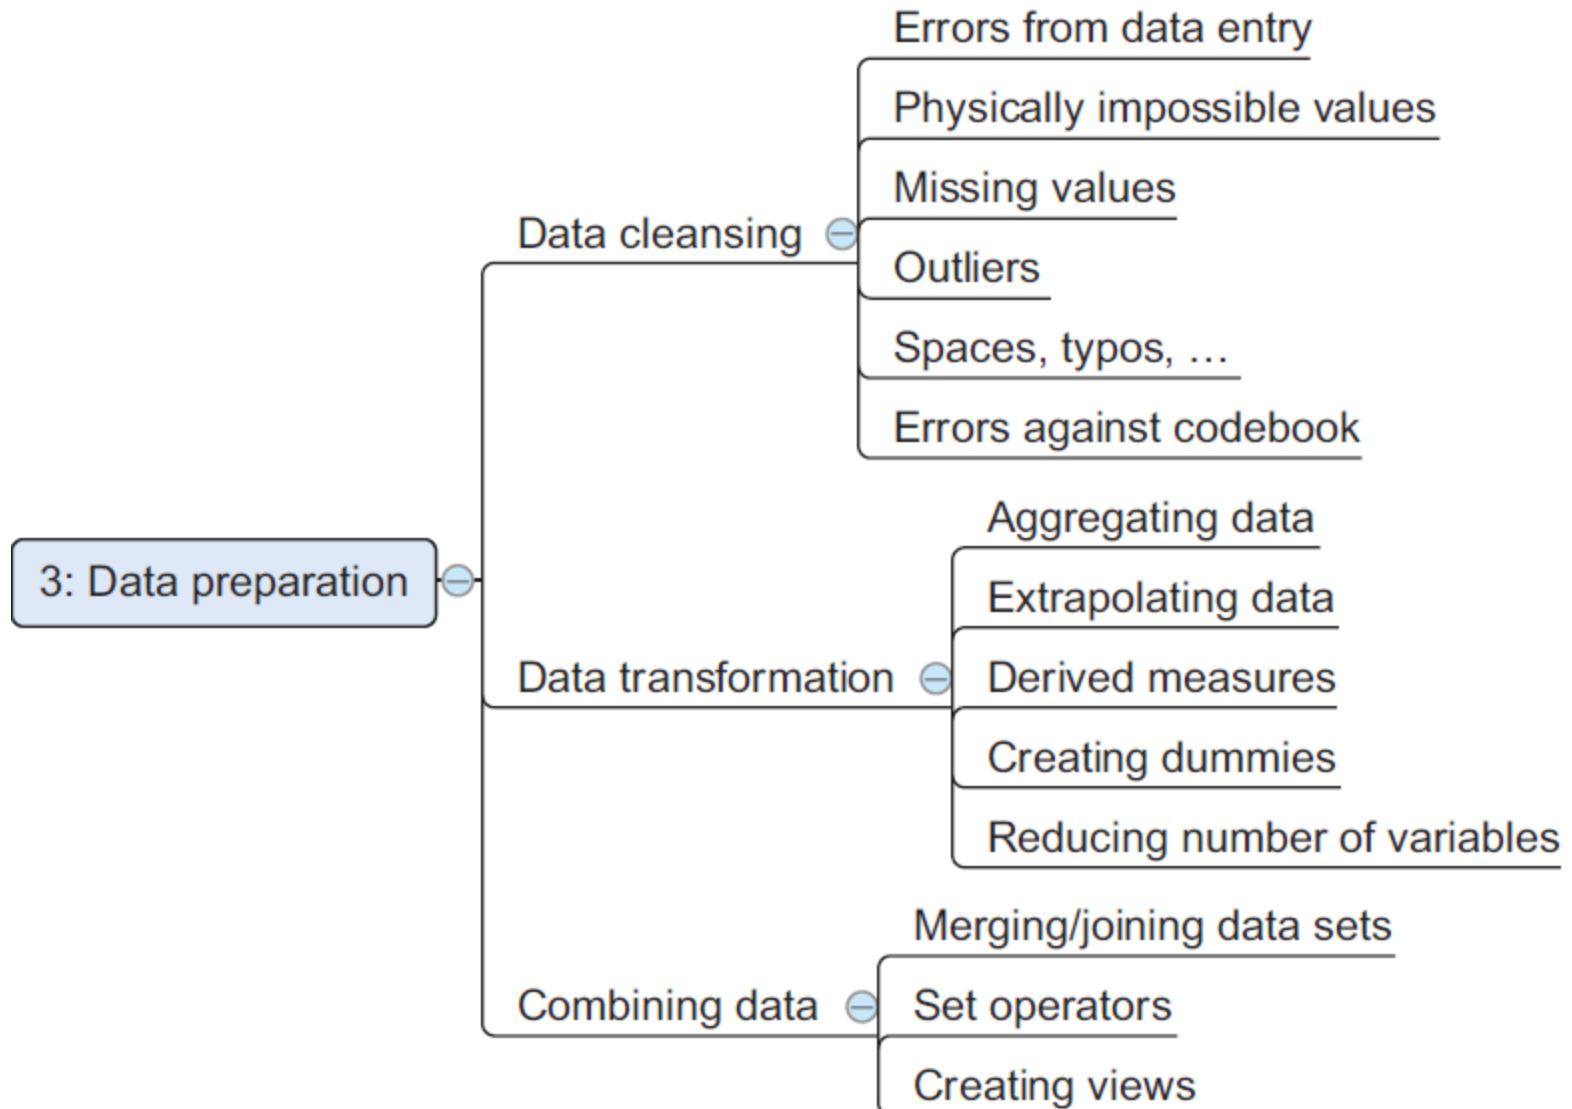 3: Data preparation
Data cleansing
Errors from data entry
Physically impossible values
Missing values
Outliers
Spaces, typos, …
Errors against codebook
Data transformation
Aggregating data
Extrapolating data
Derived measures
Creating dummies
Reducing number of variables
Combining data
Merging/joining data sets
Set operators
Creating views